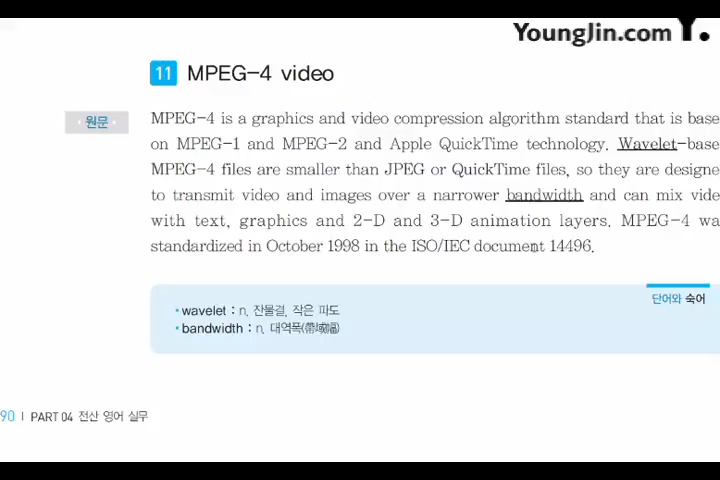 YoungJin.com Y.
11 MPEG-4 video
원문
MPEG-4 is a graphics and video compression algorithm standard that is base
on MPEG-1 and MPEG-2 and Apple QuickTime technology. Wavelet-base
MPEG-4 files are smaller than JPEG or QuickTime files, so they are designe
to transmit video and images over a narrower bandwidth and can mix vide
with text, graphics and 2-D and 3-D animation layers. MPEG-4 wa
standardized in October 1998 in the ISO/IEC document 14496.
단어와 숙어
• wavelet : n. 잔물결, 작은 파도
• bandwidth : n. 대역폭(帶域幅)
90 | PART 04 전산 영어 실무